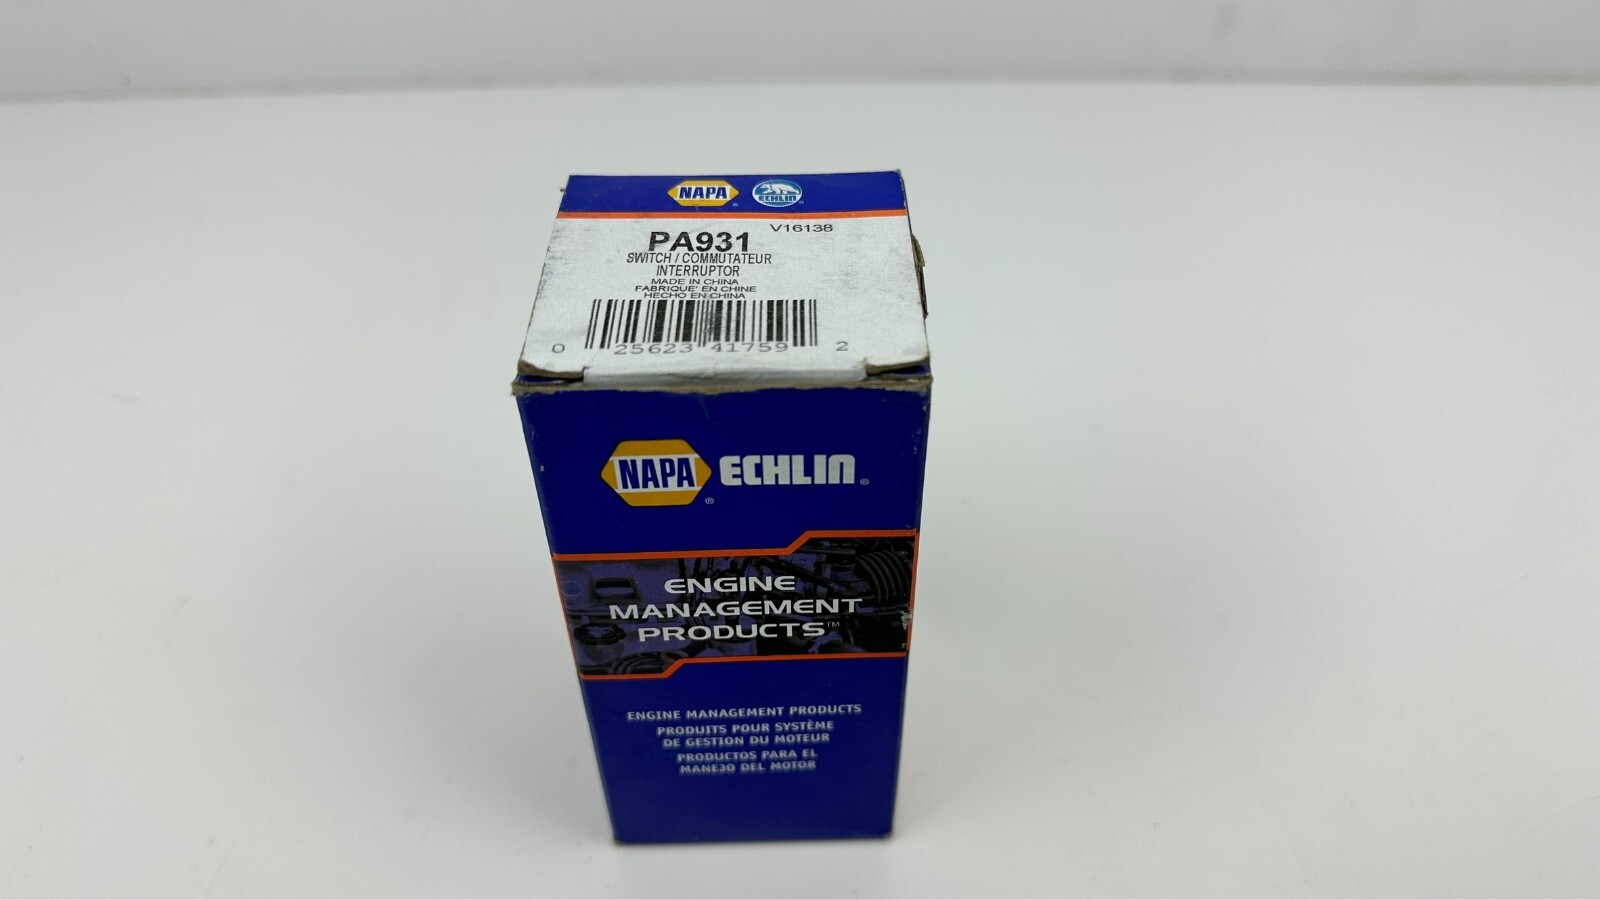 NAPA ECHLIN
V16138
PA931
SWITCH / COMMUTATEUR
INTERRUPTOR
MADE IN CHINA
FABRIQUE' EN CHINE
HECHO EN CHINA
0 25623 41759 2
NAPA® ECHLIN®
ENGINE
MANAGEMENT
PRODUCTS™
ENGINE MANAGEMENT PRODUCTS
PRODUITS POUR SYSTÈME
DE GESTION DU MOTEUR
PRODUCTOS PARA EL
MANEJO DEL MOTOR